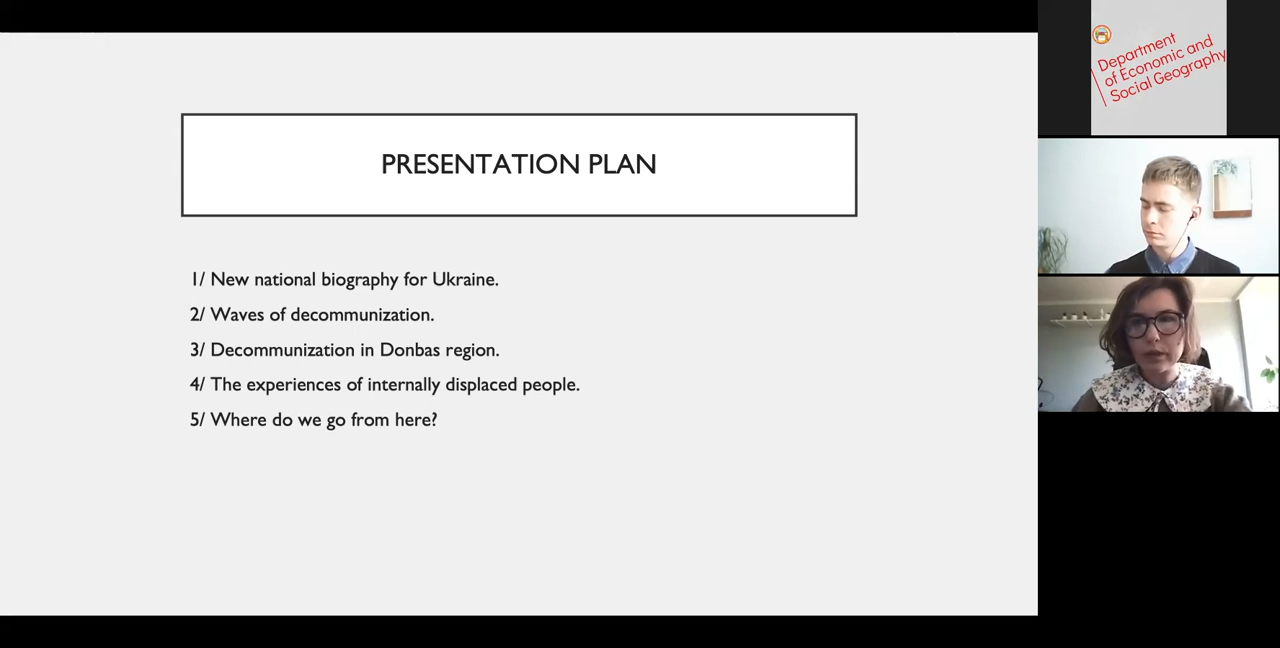 PRESENTATION PLAN
1/ New national biography for Ukraine.
2/ Waves of decommunization.
3/ Decommunization in Donbas region.
4/ The experiences of internally displaced people.
5/ Where do we go from here?
Department
of Economic and
Social Geography